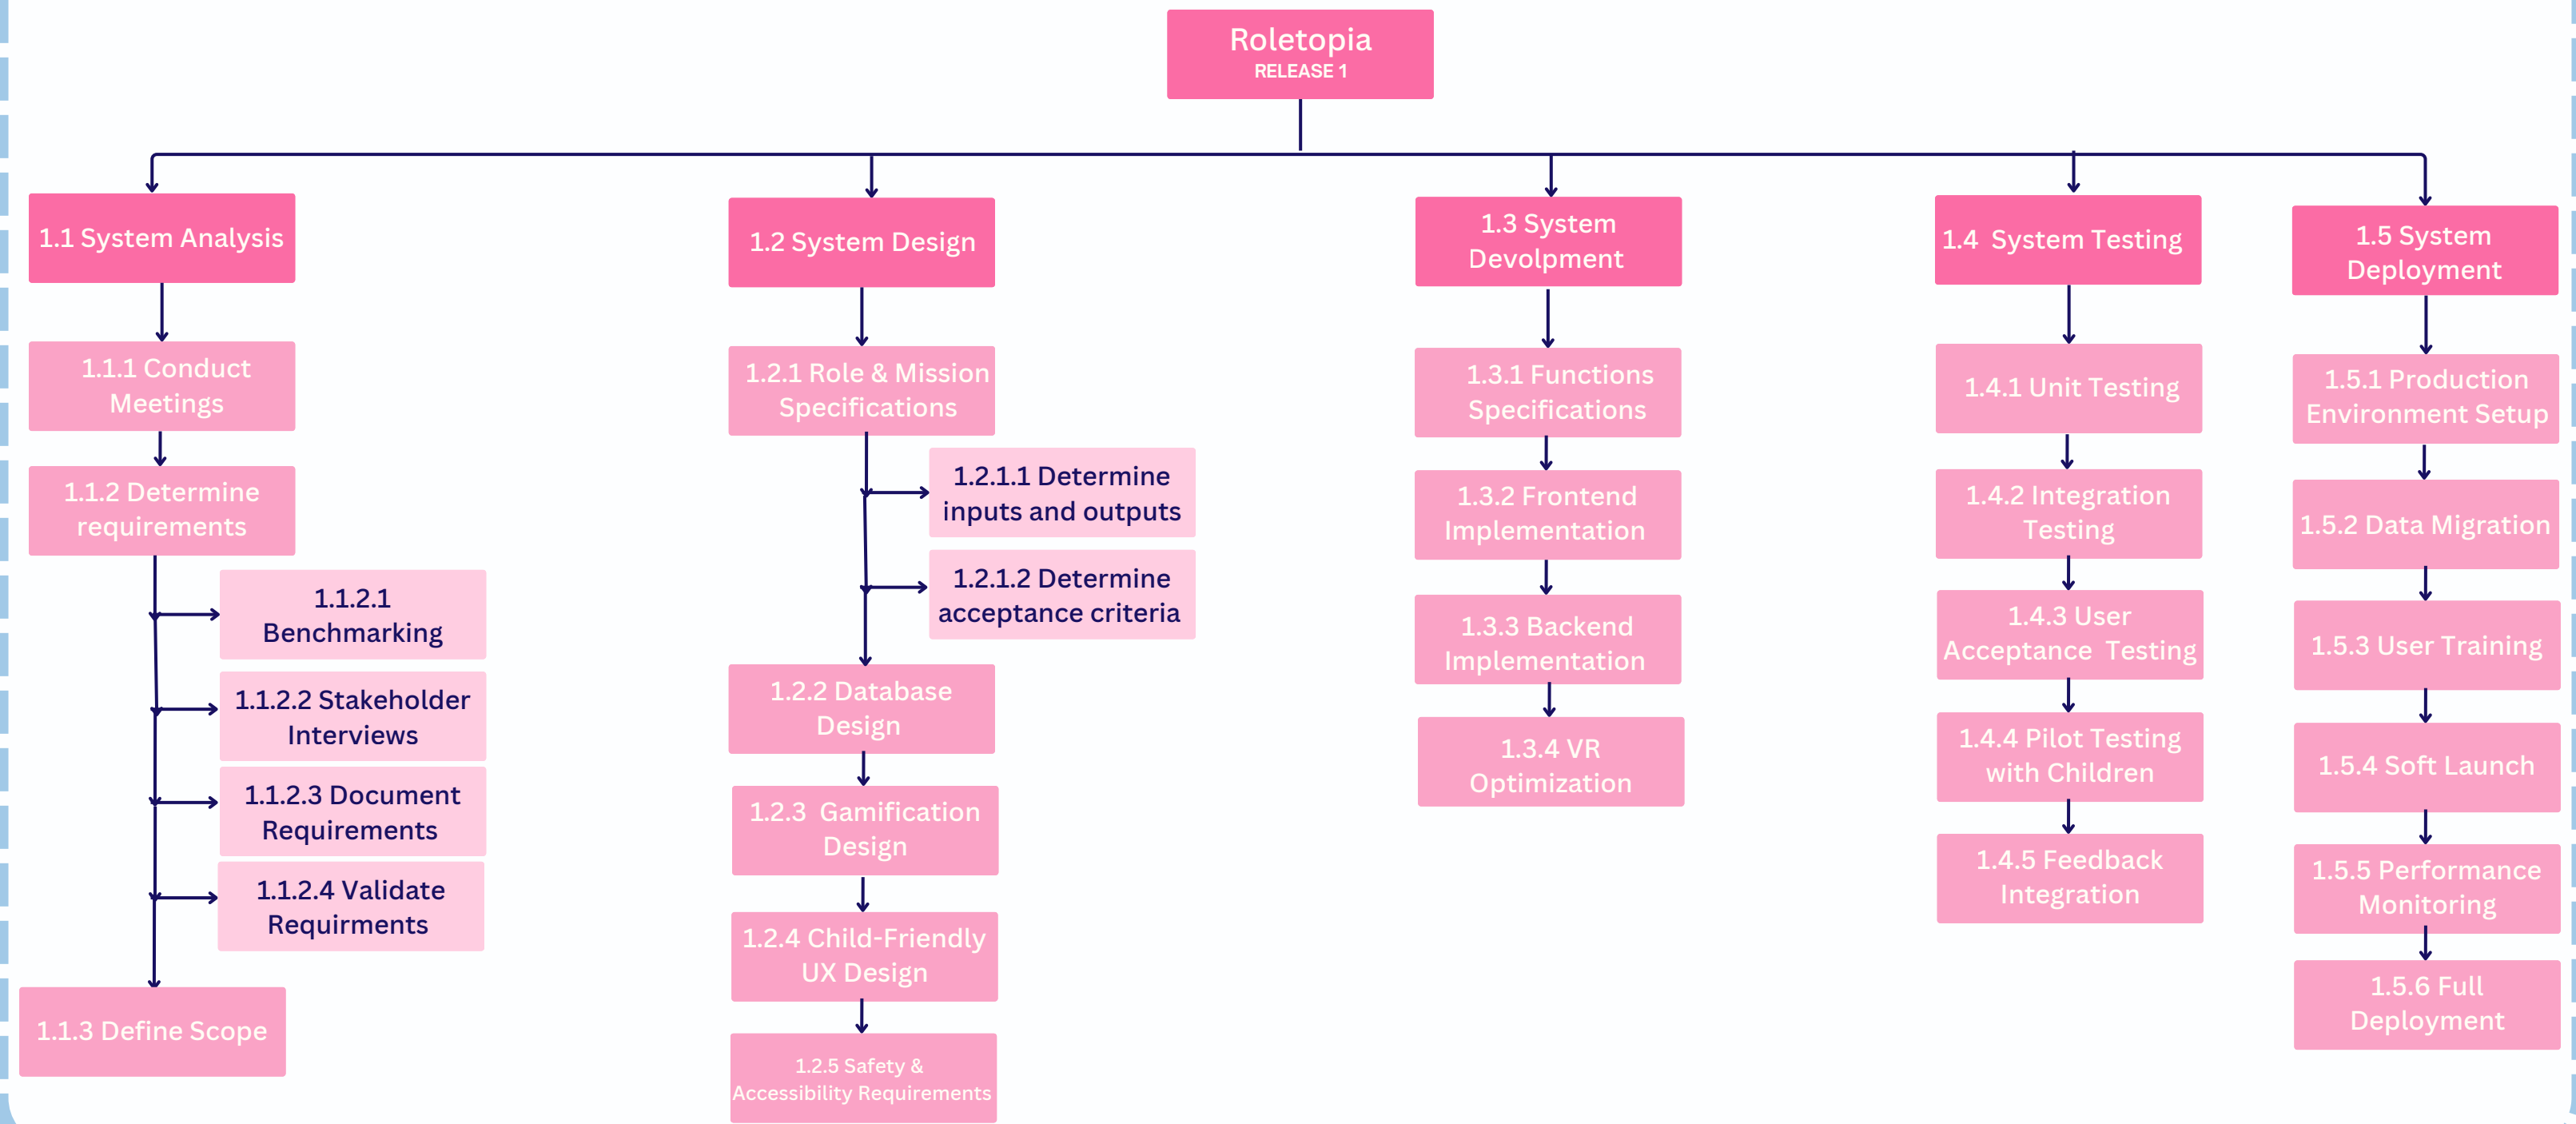 Roletopia
RELEASE 1
1.1 System Analysis
1.1.1 Conduct
Meetings
1.1.2 Determine
requirements
1.1.2.1
Benchmarking
1.1.2.2 Stakeholder
Interviews
1.1.2.3 Document
Requirements
1.1.2.4 Validate
Requirments
1.1.3 Define Scope
1.2 System Design
1.2.1 Role & Mission
Specifications
1.2.1.1 Determine
inputs and outputs
1.2.1.2 Determine
acceptance criteria
1.2.2 Database
Design
1.2.3 Gamification
Design
1.2.4 Child-Friendly
UX Design
1.2.5 Safety &
Accessibility Requirements
1.3 System
Devolpment
1.3.1 Functions
Specifications
1.3.2 Frontend
Implementation
1.3.3 Backend
Implementation
1.3.4 VR
Optimization
1.4 System Testing
1.4.1 Unit Testing
1.4.2 Integration
Testing
1.4.3 User
Acceptance Testing
1.4.4 Pilot Testing
with Children
1.4.5 Feedback
Integration
1.5 System
Deployment
1.5.1 Production
Environment Setup
1.5.2 Data Migration
1.5.3 User Training
1.5.4 Soft Launch
1.5.5 Performance
Monitoring
1.5.6 Full
Deployment